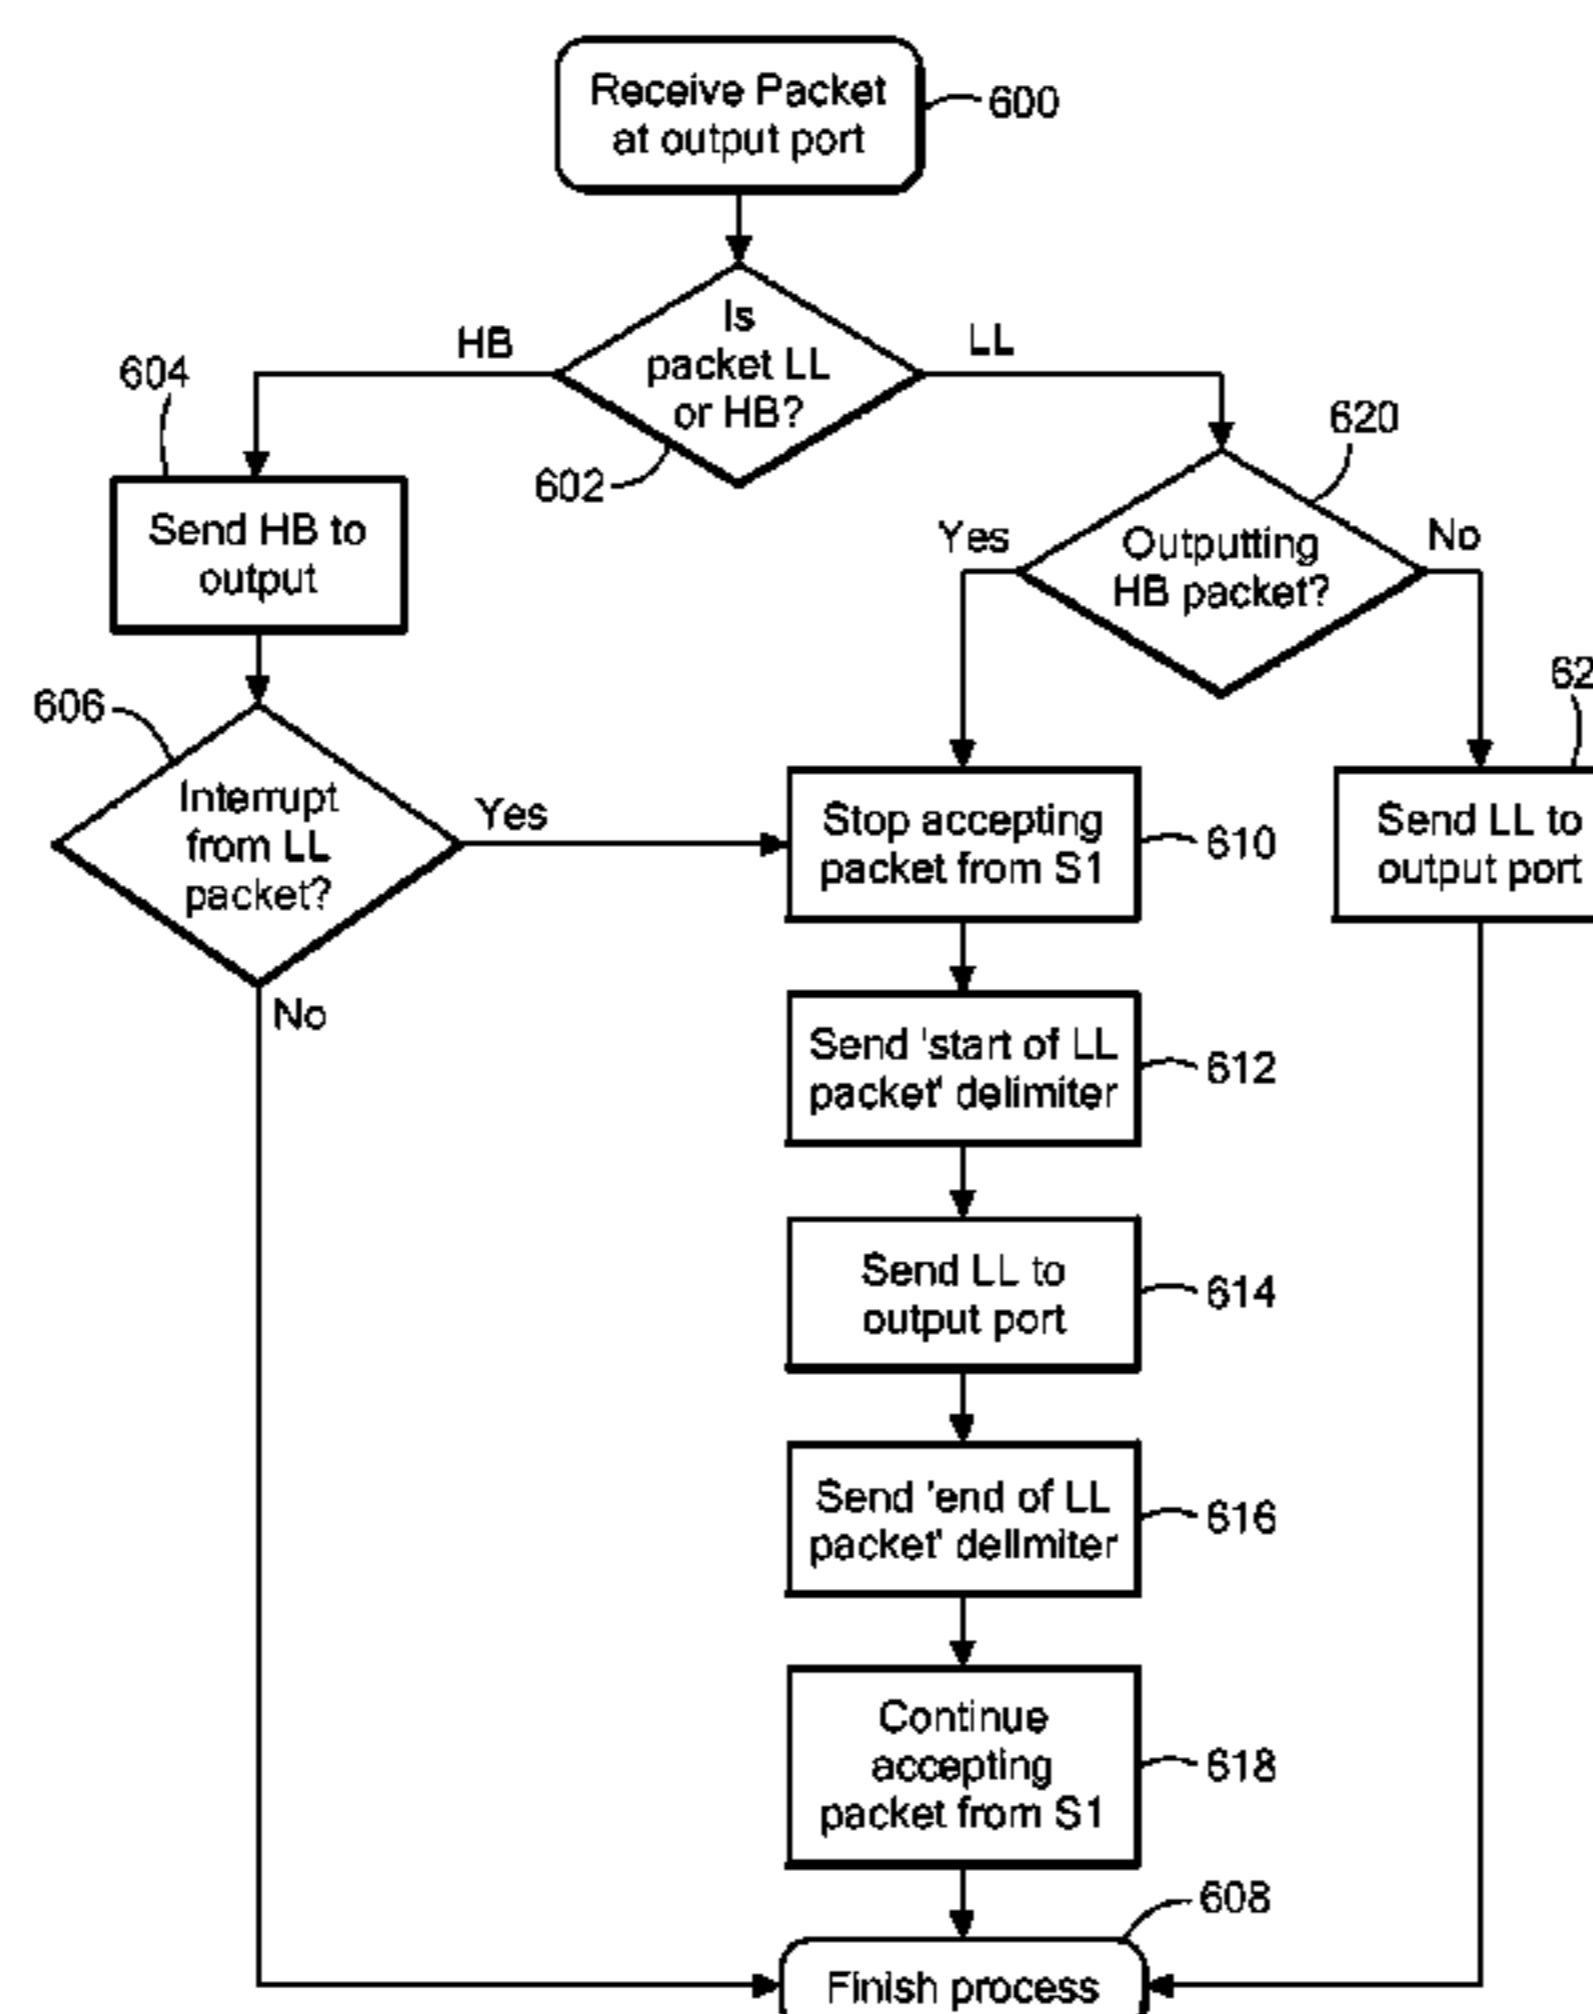 Receive Packet
at output port
600
Is
packet LL
or HB?
HB
LL
602
604
Send HB to
output
620
Outputting
HB packet?
Yes
No
606
Interrupt
from LL
packet?
Yes
No
Stop accepting
packet from S1
610
Send LL to
output port
Send 'start of LL
packet' delimiter
612
Send LL to
output port
614
Send 'end of LL
packet' delimiter
616
Continue
accepting
packet from S1
618
608
Finish process